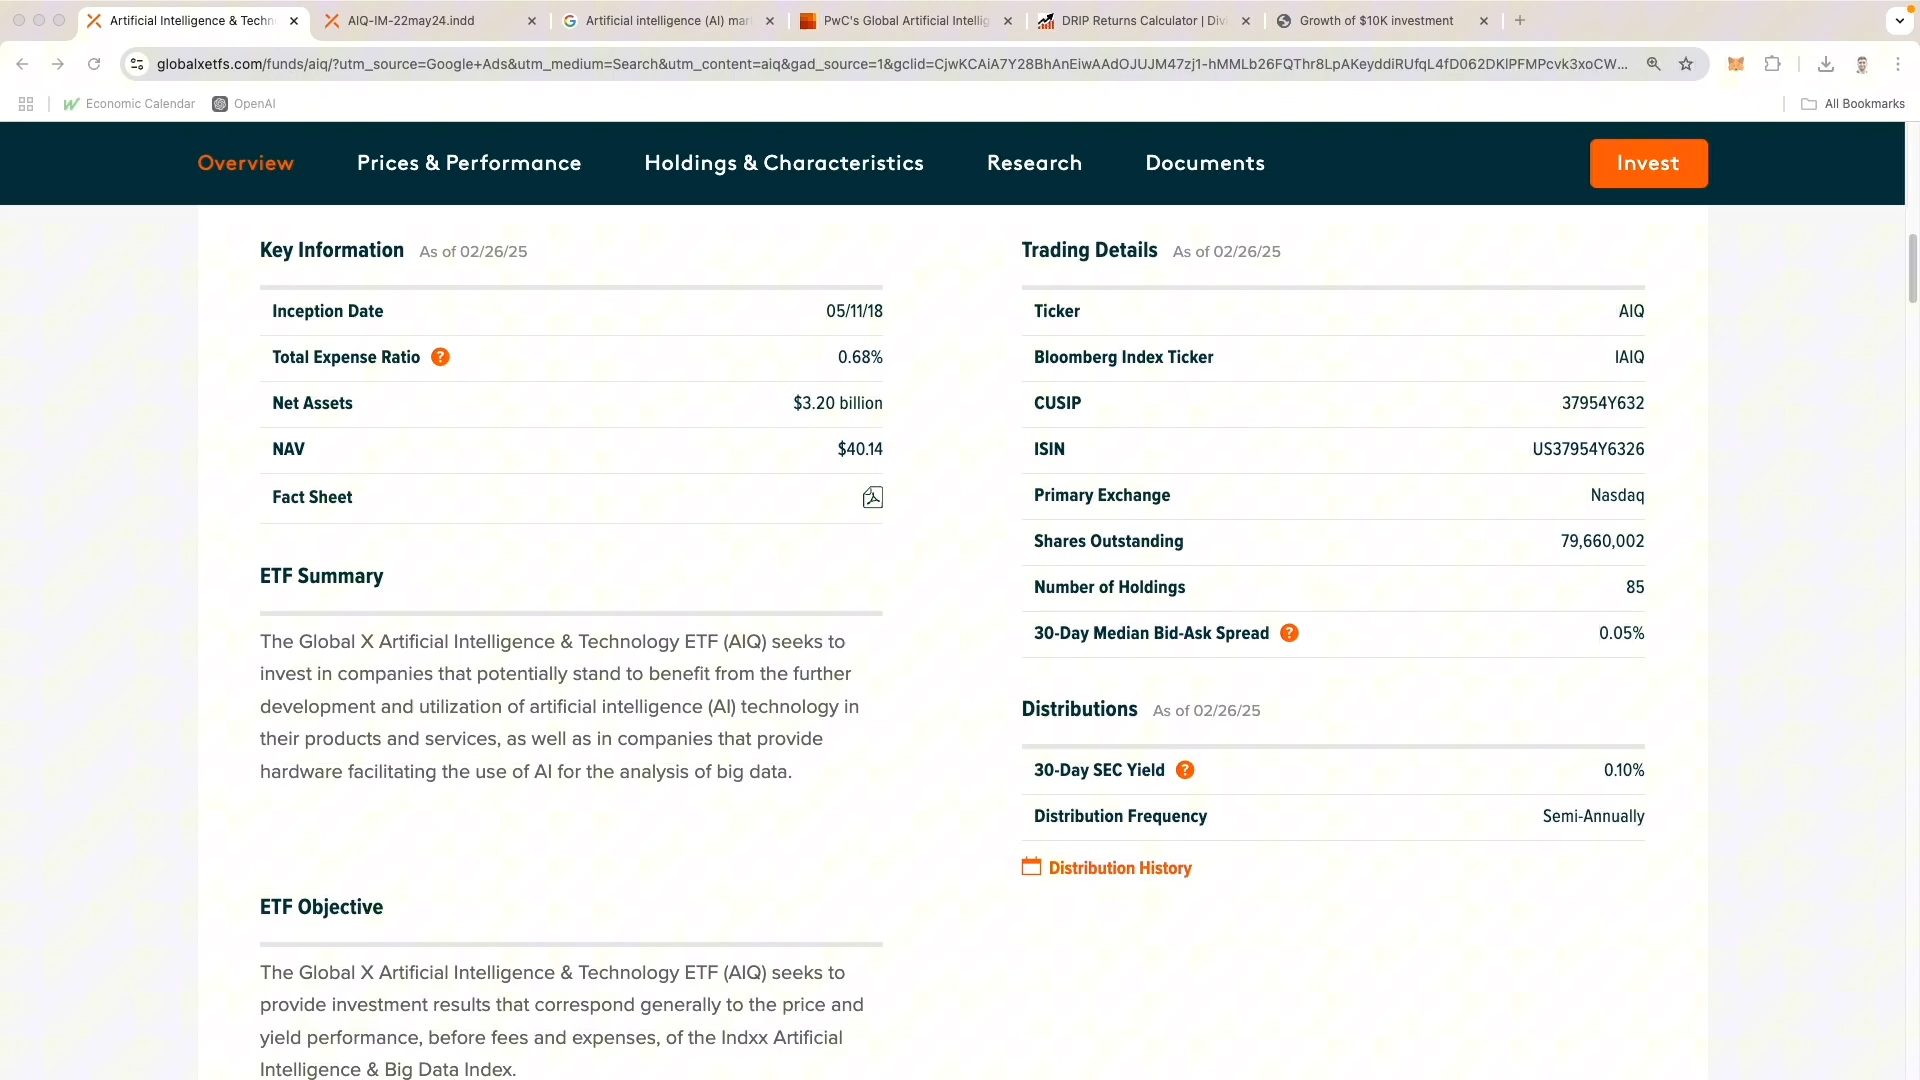 Artificial Intelligence & Techn
AIQ-IM-22may24.indd
Artificial intelligence (AI) mar
PwC's Global Artificial Intellig
DRIP Returns Calculator | Divi
Growth of $10K investment
globalxetfs.com/funds/aiq/?utm_source=Google+Ads&utm_medium=Search&utm_content=aiq&gad_source=1&gclid=CjwKCAiA7Y28BhAnEiwAAdOJUJM47zj1-hMMLb26FQThr8LpAKeyddiRUfqL4fD062DKlPFMPcvk3xoCW...
Economic Calendar
OpenAI
All Bookmarks
Overview
Prices & Performance
Holdings & Characteristics
Research
Documents
Invest
Key Information As of 02/26/25
Inception Date 05/11/18
Total Expense Ratio ? 0.68%
Net Assets $3.20 billion
NAV $40.14
Fact Sheet
ETF Summary
The Global X Artificial Intelligence & Technology ETF (AIQ) seeks to
invest in companies that potentially stand to benefit from the further
development and utilization of artificial intelligence (AI) technology in
their products and services, as well as in companies that provide
hardware facilitating the use of AI for the analysis of big data.
ETF Objective
The Global X Artificial Intelligence & Technology ETF (AIQ) seeks to
provide investment results that correspond generally to the price and
yield performance, before fees and expenses, of the Indxx Artificial
Intelligence & Big Data Index.
Trading Details As of 02/26/25
Ticker AIQ
Bloomberg Index Ticker IAIQ
CUSIP 37954Y632
ISIN US37954Y6326
Primary Exchange Nasdaq
Shares Outstanding 79,660,002
Number of Holdings 85
30-Day Median Bid-Ask Spread ? 0.05%
Distributions As of 02/26/25
30-Day SEC Yield ? 0.10%
Distribution Frequency Semi-Annually
Distribution History